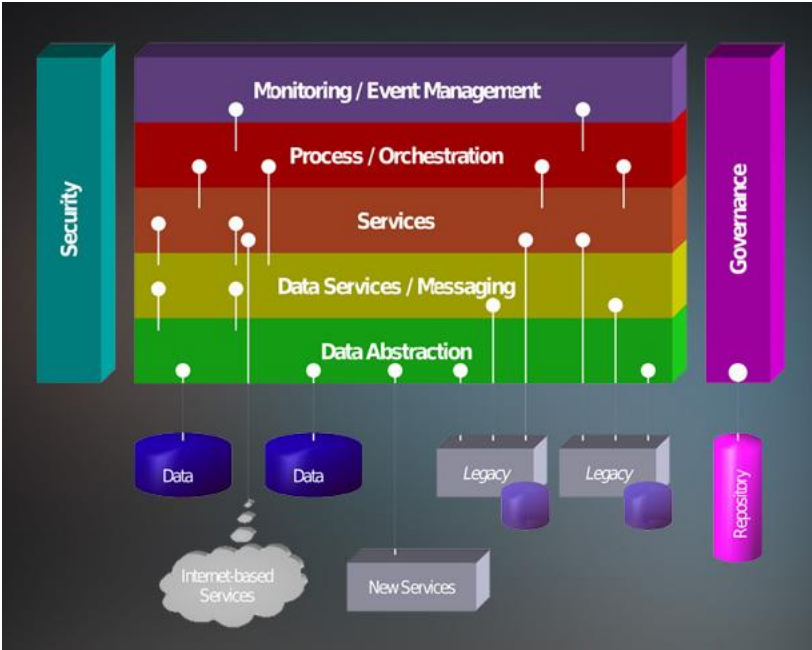 Monitoring / Event Management
Process / Orchestration
Services
Data Services / Messaging
Data Abstraction
Security
Governance
Data
Data
Legacy
Legacy
Repository
Internet-based
Services
New Services